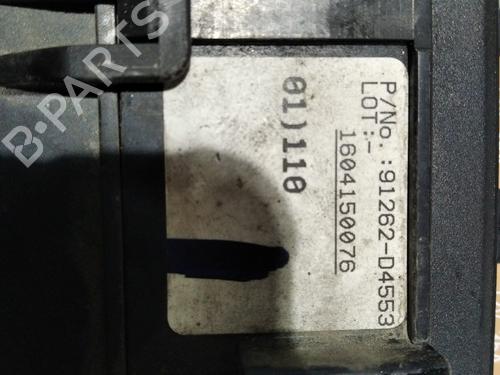 P/No.:91262-D4553
LOT:-
1604150076
01)110
B-PARTS